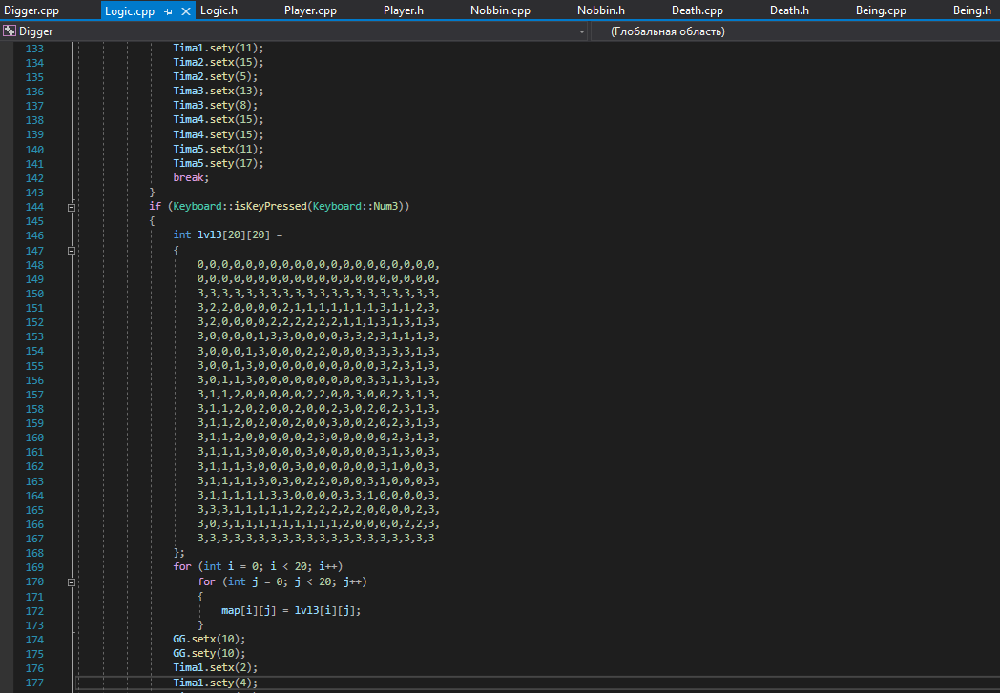 Digger.cpp Logic.cpp Logic.h Player.cpp Player.h Nobbin.cpp Nobbin.h Death.cpp Death.h Being.cpp Being.h
Digger (Глобальная область)
133 Tima1.sety(11);
134 Tima2.setx(15);
135 Tima2.sety(5);
136 Tima3.setx(13);
137 Tima3.sety(8);
138 Tima4.setx(15);
139 Tima4.sety(15);
140 Tima5.setx(11);
141 Tima5.sety(17);
142 break;
143 }
144 if (Keyboard::isKeyPressed(Keyboard::Num3))
145 {
146 int lvl3[20][20] =
147 {
148 0,0,0,0,0,0,0,0,0,0,0,0,0,0,0,0,0,0,0,0,
149 0,0,0,0,0,0,0,0,0,0,0,0,0,0,0,0,0,0,0,0,
150 3,3,3,3,3,3,3,3,3,3,3,3,3,3,3,3,3,3,3,3,
151 3,2,2,0,0,0,0,2,1,1,1,1,1,1,1,3,1,1,2,3,
152 3,2,0,0,0,0,2,2,2,2,2,2,1,1,1,3,1,3,1,3,
153 3,0,0,0,0,1,3,3,0,0,0,0,3,3,2,3,1,1,1,3,
154 3,0,0,0,1,3,0,0,0,2,2,0,0,0,3,3,3,3,1,3,
155 3,0,0,1,3,0,0,0,0,0,0,0,0,0,0,3,2,3,1,3,
156 3,0,1,1,3,0,0,0,0,0,0,0,0,0,3,3,1,3,1,3,
157 3,1,1,2,0,0,0,0,0,2,2,0,0,3,0,0,2,3,1,3,
158 3,1,1,2,0,2,0,0,2,0,0,2,3,0,2,0,2,3,1,3,
159 3,1,1,2,0,2,0,0,2,0,0,3,0,0,2,0,2,3,1,3,
160 3,1,1,2,0,0,0,0,0,2,3,0,0,0,0,0,2,3,1,3,
161 3,1,1,1,3,0,0,0,0,3,0,0,0,0,0,3,1,3,0,3,
162 3,1,1,1,3,0,0,0,3,0,0,0,0,0,0,3,1,0,0,3,
163 3,1,1,1,1,3,0,3,0,2,2,0,0,0,3,1,0,0,0,3,
164 3,1,1,1,1,1,3,3,0,0,0,0,3,3,1,0,0,0,0,3,
165 3,3,3,1,1,1,1,1,2,2,2,2,2,2,0,0,0,0,2,3,
166 3,0,3,1,1,1,1,1,1,1,1,1,2,0,0,0,0,2,2,3,
167 3,3,3,3,3,3,3,3,3,3,3,3,3,3,3,3,3,3,3,3
168 };
169 for (int i = 0; i < 20; i++)
170 for (int j = 0; j < 20; j++)
171 {
172 map[i][j] = lvl3[i][j];
173 }
174 GG.setx(10);
175 GG.sety(10);
176 Tima1.setx(2);
177 Tima1.sety(4);